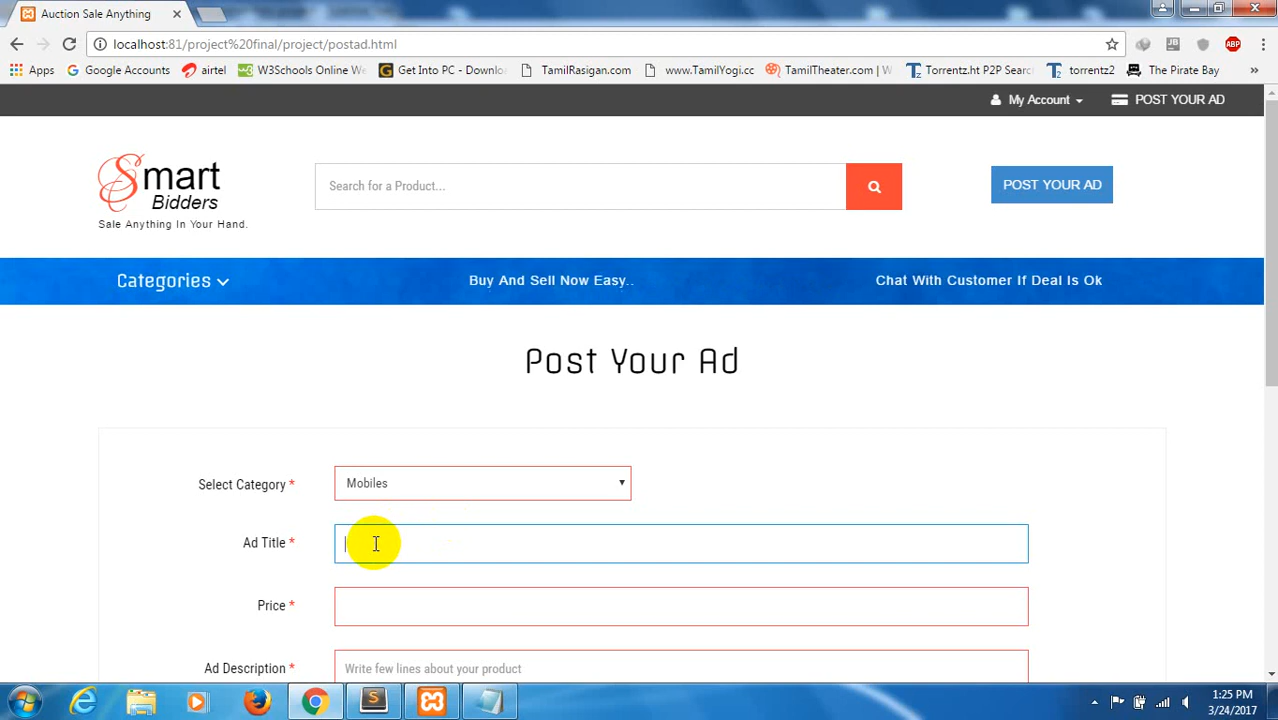 Auction Sale Anything
localhost:81/project%20final/project/postad.html
ABP
Apps Google Accounts airtel W3Schools Online We Get Into PC - Downlo TamilRasigan.com www.TamilYogi.cc TamilTheater.com | W Torrentz.ht P2P Searc torrentz2 The Pirate Bay »
My Account POST YOUR AD
Smart
Bidders
Sale Anything In Your Hand.
Search for a Product...
POST YOUR AD
Categories Buy And Sell Now Easy.. Chat With Customer If Deal Is Ok
Post Your Ad
Select Category * Mobiles
Ad Title *
Price *
Ad Description * Write few lines about your product
1:25 PM
3/24/2017